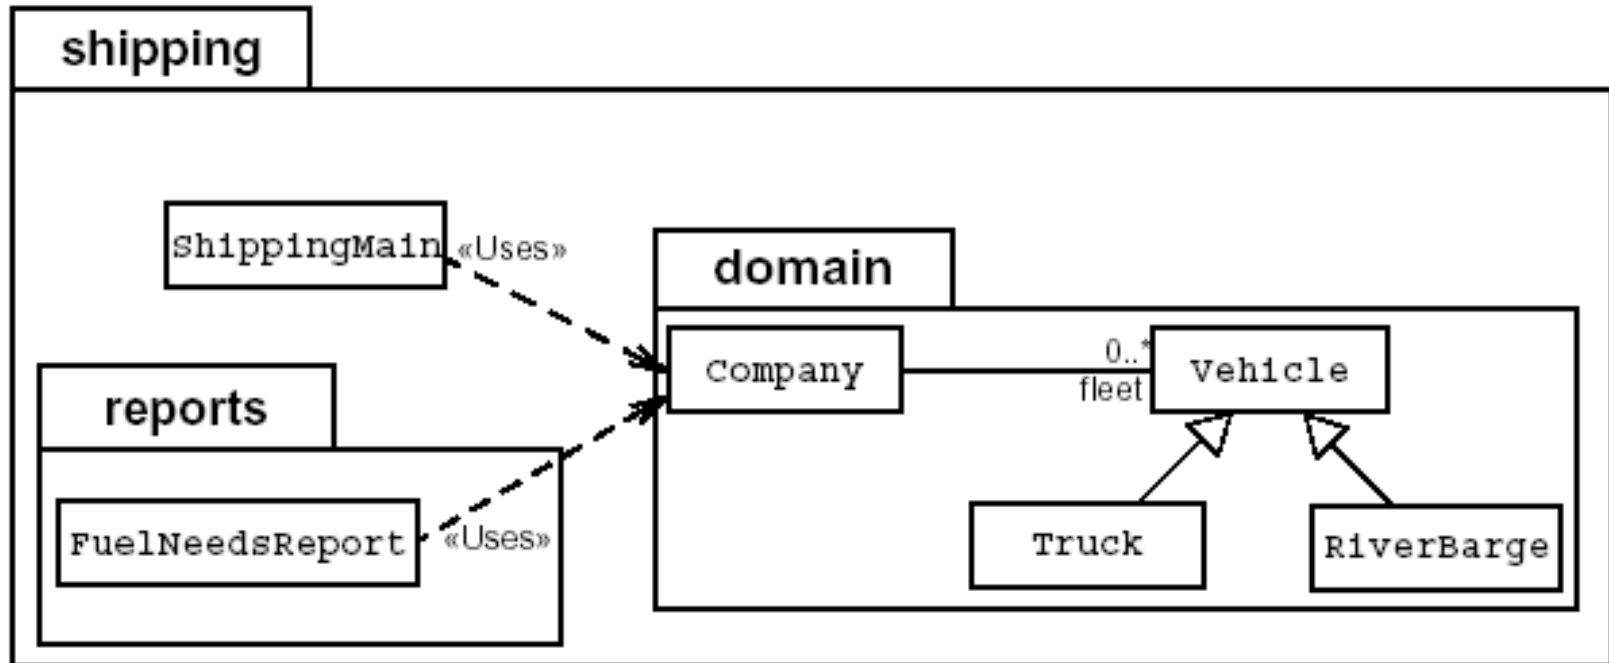 shipping
ShippingMain
«Uses»
domain
Company
0..*
fleet
Vehicle
reports
FuelNeedsReport
«Uses»
Truck
RiverBarge